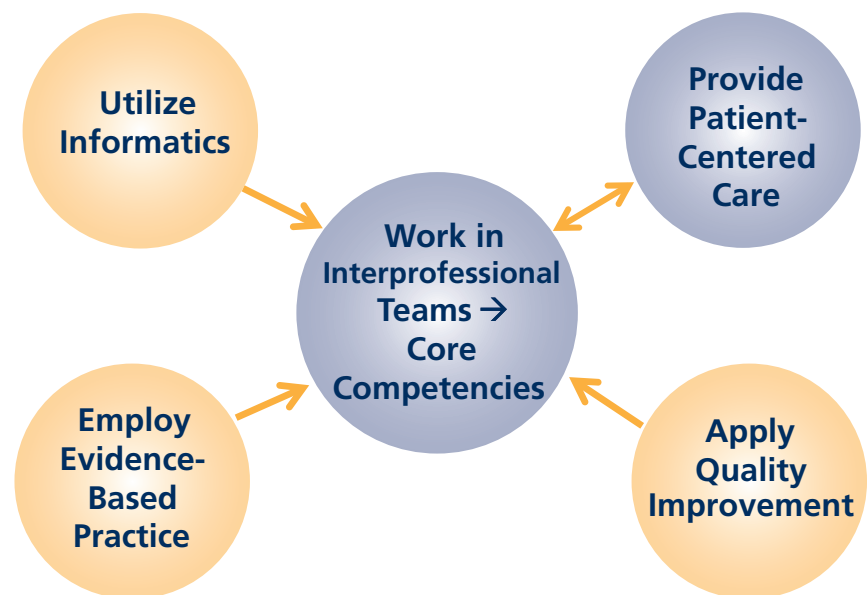 Utilize
Informatics
Provide
Patient-
Centered
Care
Work in
Interprofessional
Teams →
Core
Competencies
Employ
Evidence-
Based
Practice
Apply
Quality
Improvement